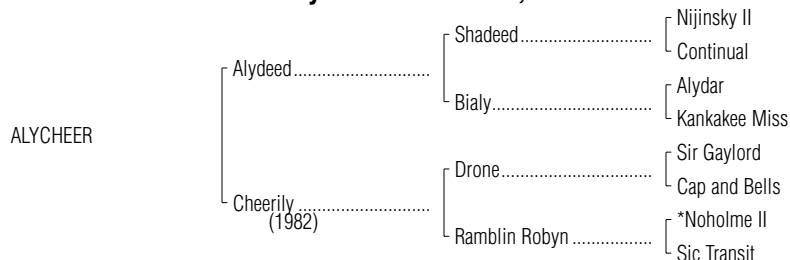 Nijinsky II
Shadeed
Continual
Alydeed
Alydar
Bialy
Kankakee Miss
ALYCHEER
Sir Gaylord
Drone
Cap and Bells
Cheerily
(1982)
*Noholme II
Ramblin Robyn
Sic Transit